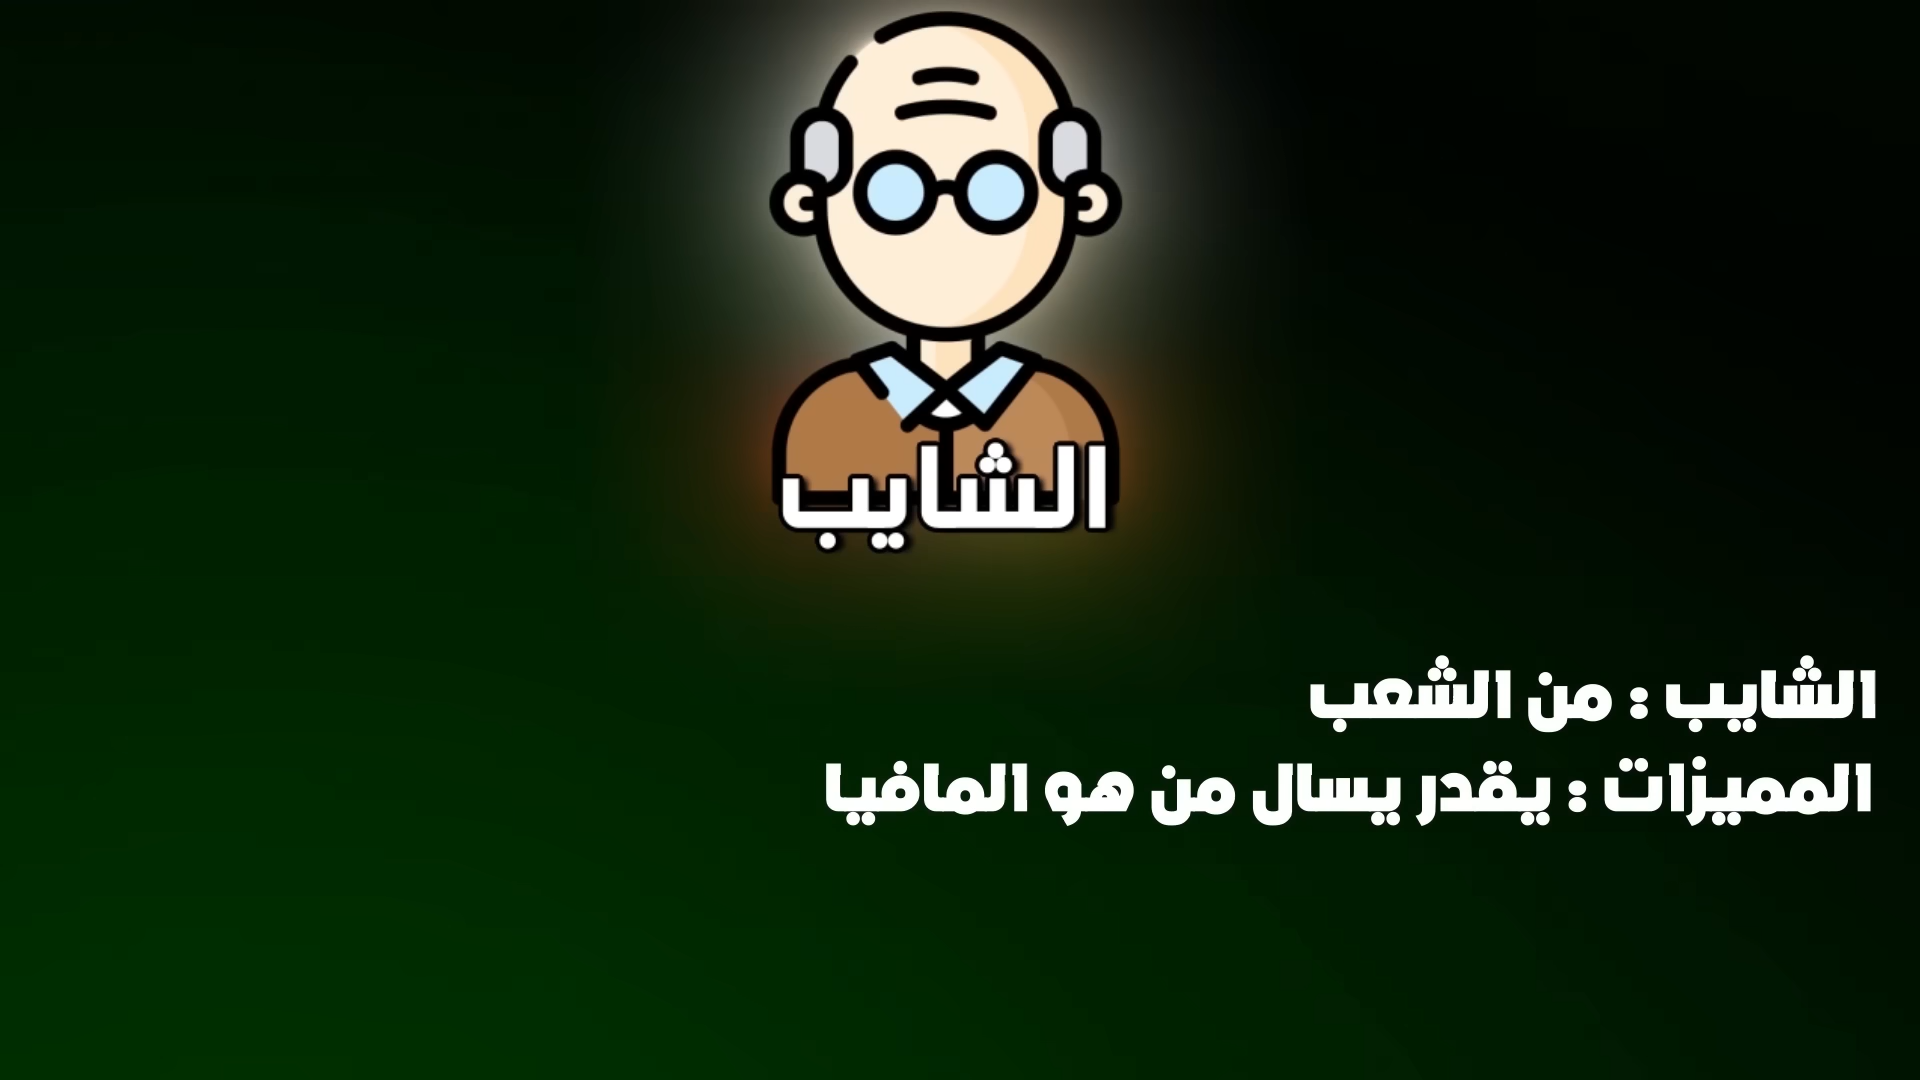 الشايب
الشايب : من الشعب
المميزات : يقدر يسال من هو المافيا